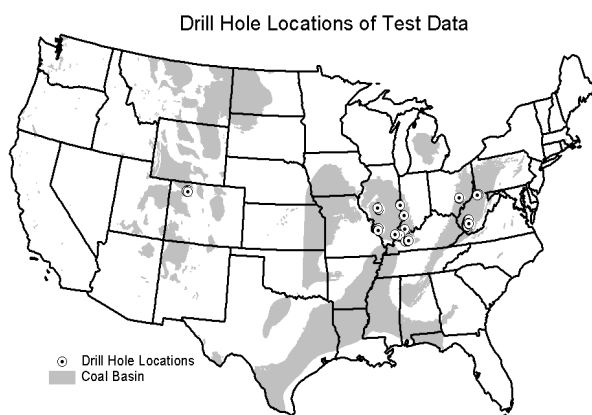 Drill Hole Locations of Test Data
Drill Hole Locations
Coal Basin